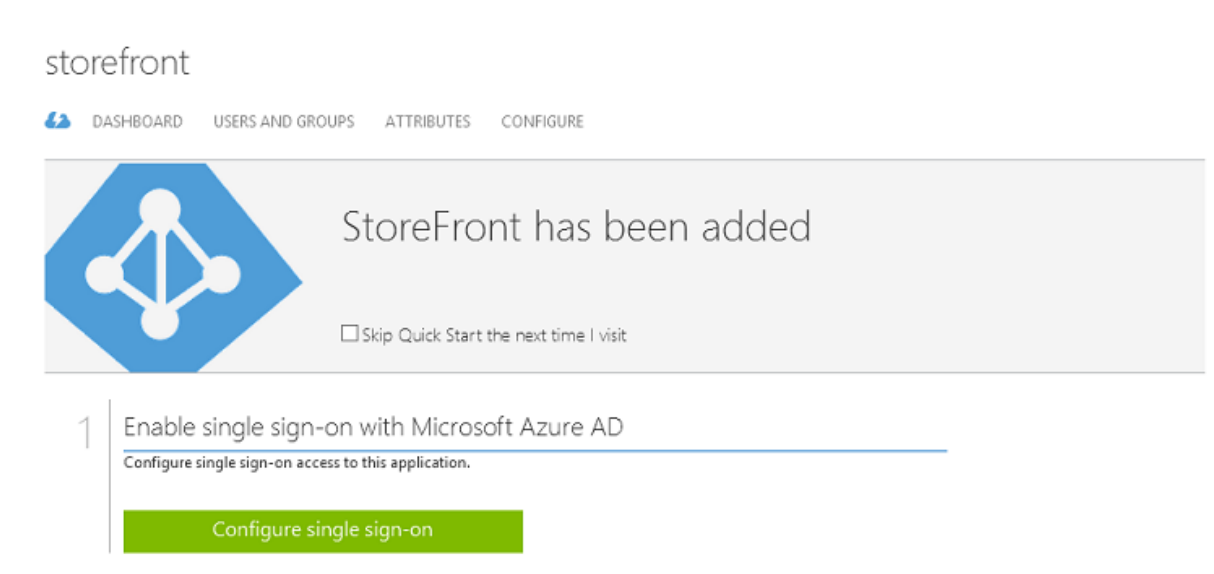 storefront
DASHBOARD USERS AND GROUPS ATTRIBUTES CONFIGURE
StoreFront has been added
Skip Quick Start the next time I visit
1 Enable single sign-on with Microsoft Azure AD
Configure single sign-on access to this application.
Configure single sign-on